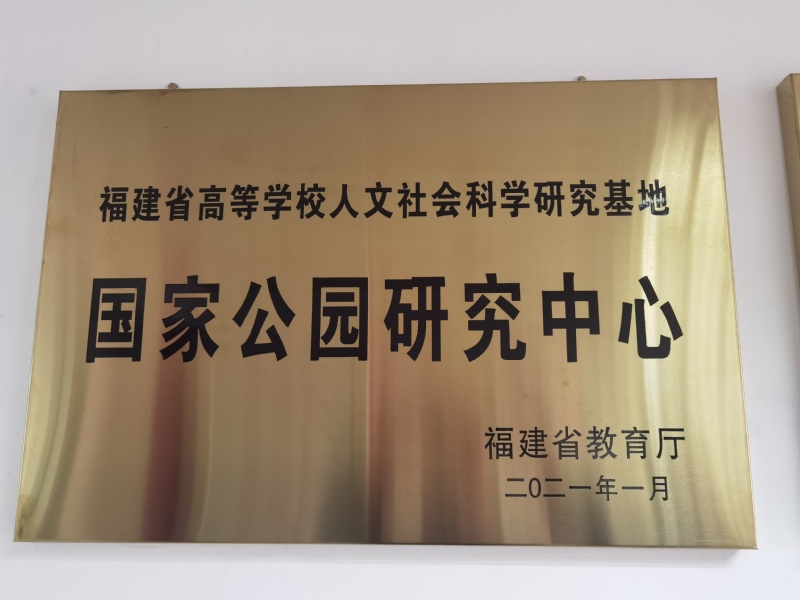 福建省高等学校人文社会科学研究基地
国家公园研究中心
福建省教育厅
二0二一年一月